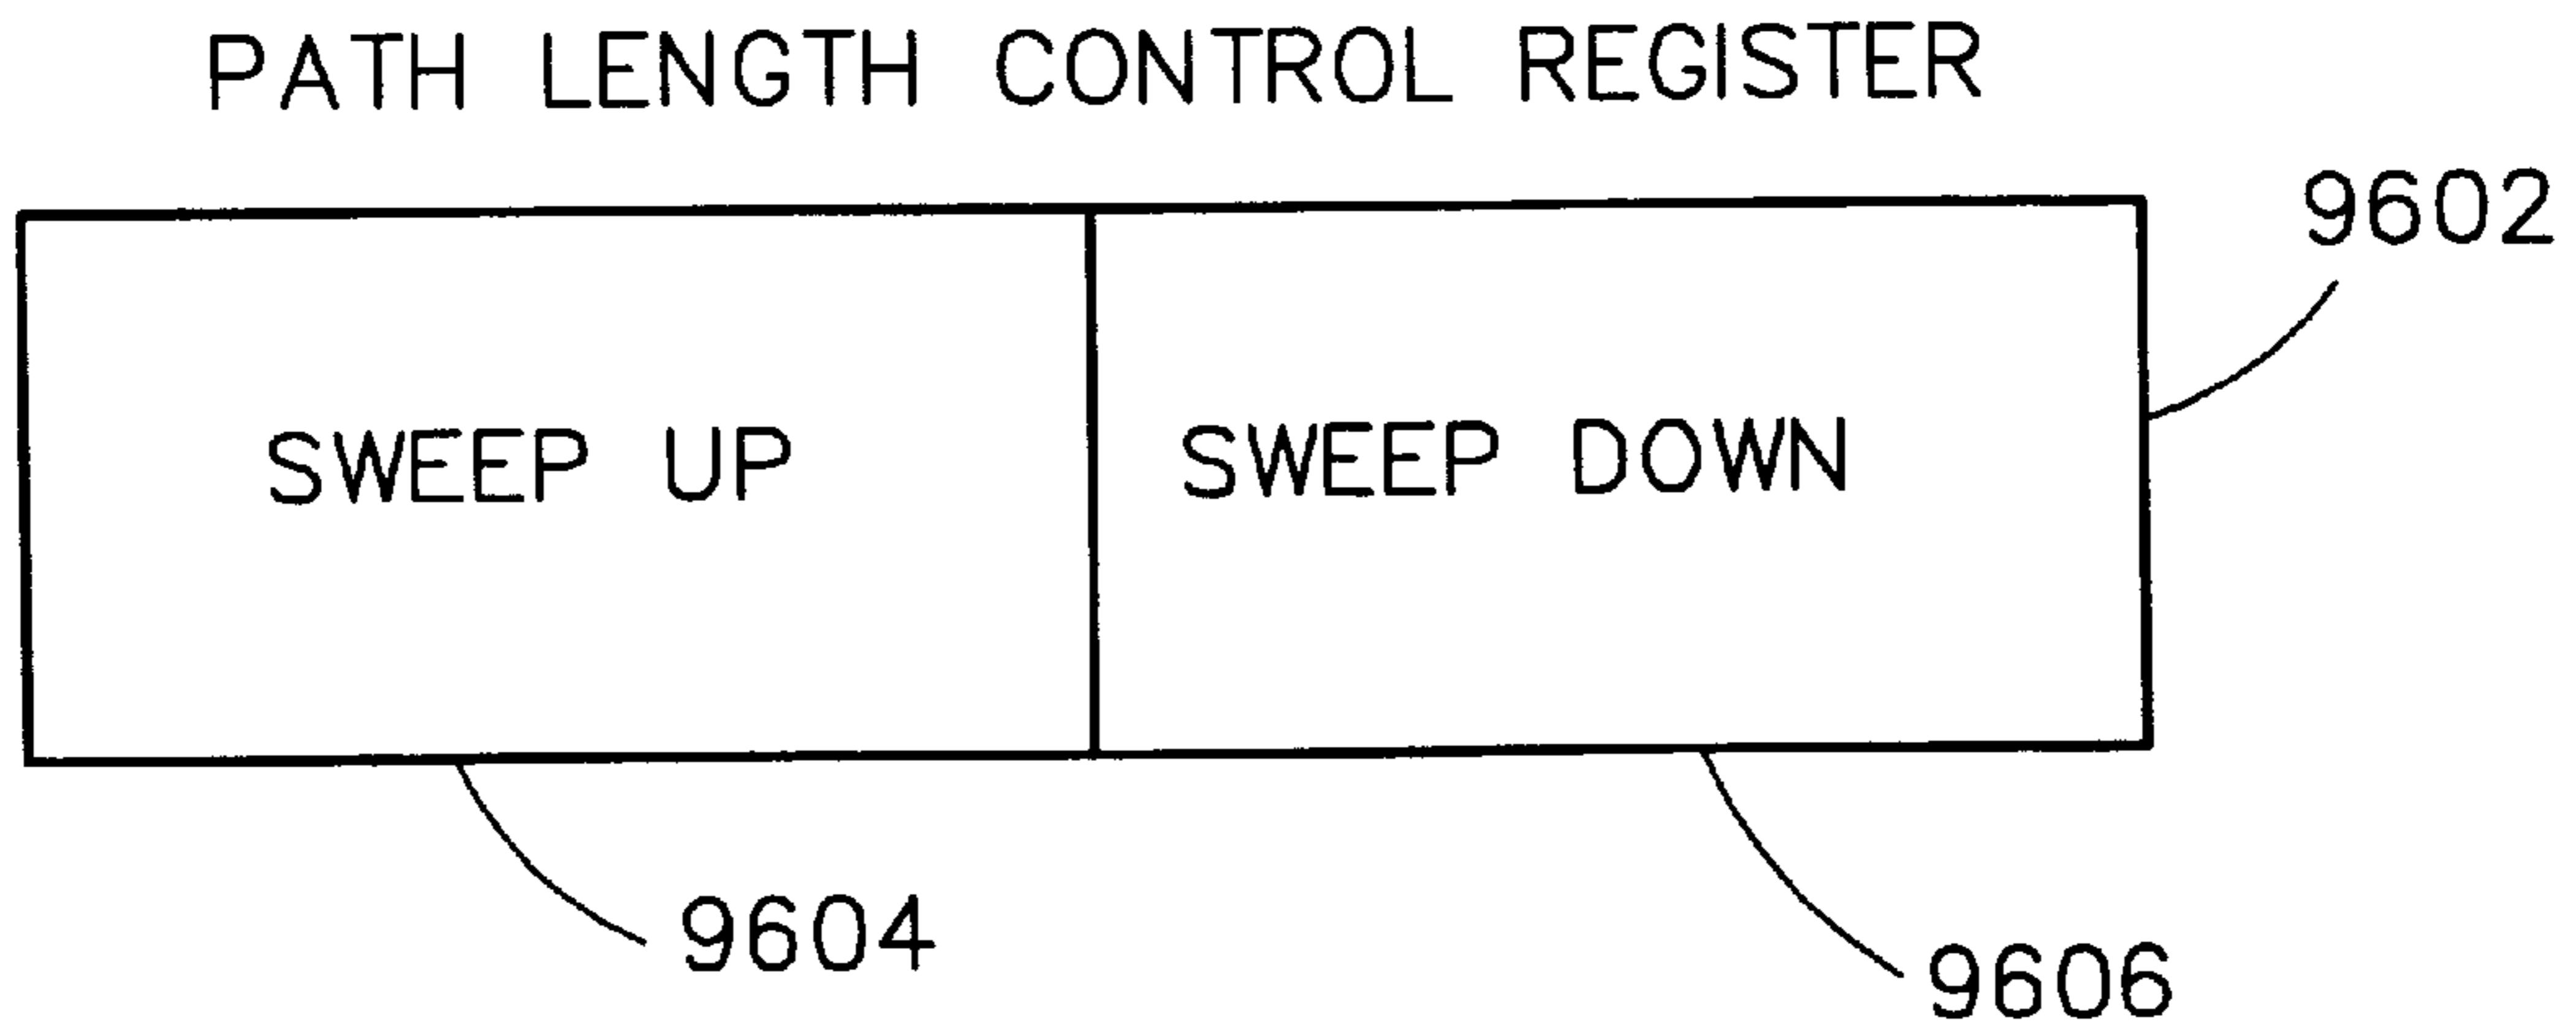 PATH LENGTH CONTROL REGISTER
9602
SWEEP UP
SWEEP DOWN
9604
9606